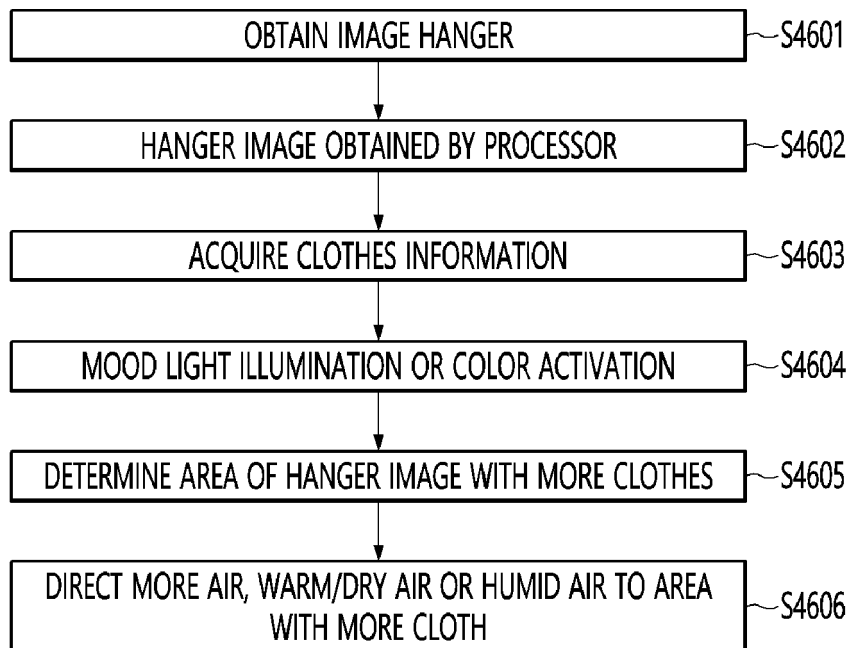 OBTAIN IMAGE HANGER
S4601
HANGER IMAGE OBTAINED BY PROCESSOR
S4602
ACQUIRE CLOTHES INFORMATION
S4603
MOOD LIGHT ILLUMINATION OR COLOR ACTIVATION
S4604
DETERMINE AREA OF HANGER IMAGE WITH MORE CLOTHES
S4605
DIRECT MORE AIR, WARM/DRY AIR OR HUMID AIR TO AREA
WITH MORE CLOTH
S4606